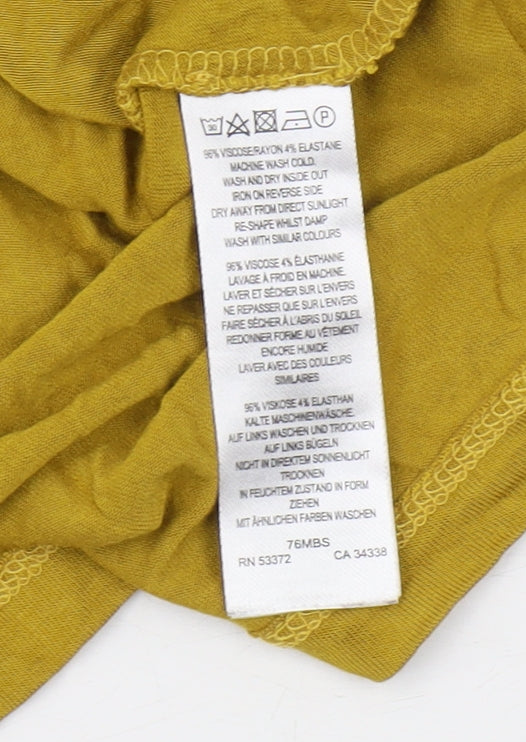 30 P
96% VISCOSE/RAYON 4% ELASTANE
MACHINE WASH COLD.
WASH AND DRY INSIDE OUT
IRON ON REVERSE SIDE
DRY AWAY FROM DIRECT SUNLIGHT
RE-SHAPE WHILST DAMP
WASH WITH SIMILAR COLOURS
96% VISCOSE 4% ÉLASTHANNE
LAVAGE À FROID EN MACHINE.
LAVER ET SÉCHER SUR L'ENVERS
NE REPASSER QUE SUR L'ENVERS
FAIRE SÉCHER À L'ABRIS DU SOLEIL
REDONNER FORME AU VÊTEMENT
ENCORE HUMIDE
LAVER AVEC DES COULEURS
SIMILAIRES
96% VISKOSE 4% ELASTHAN
KALTE MASCHINENWÄSCHE.
AUF LINKS WASCHEN UND TROCKNEN
AUF LINKS BÜGELN
NICHT IN DIREKTEM SONNENLICHT
TROCKNEN
IN FEUCHTEM ZUSTAND IN FORM
ZIEHEN
MIT ÄHNLICHEN FARBEN WASCHEN
76MBS
RN 53372 CA 34338